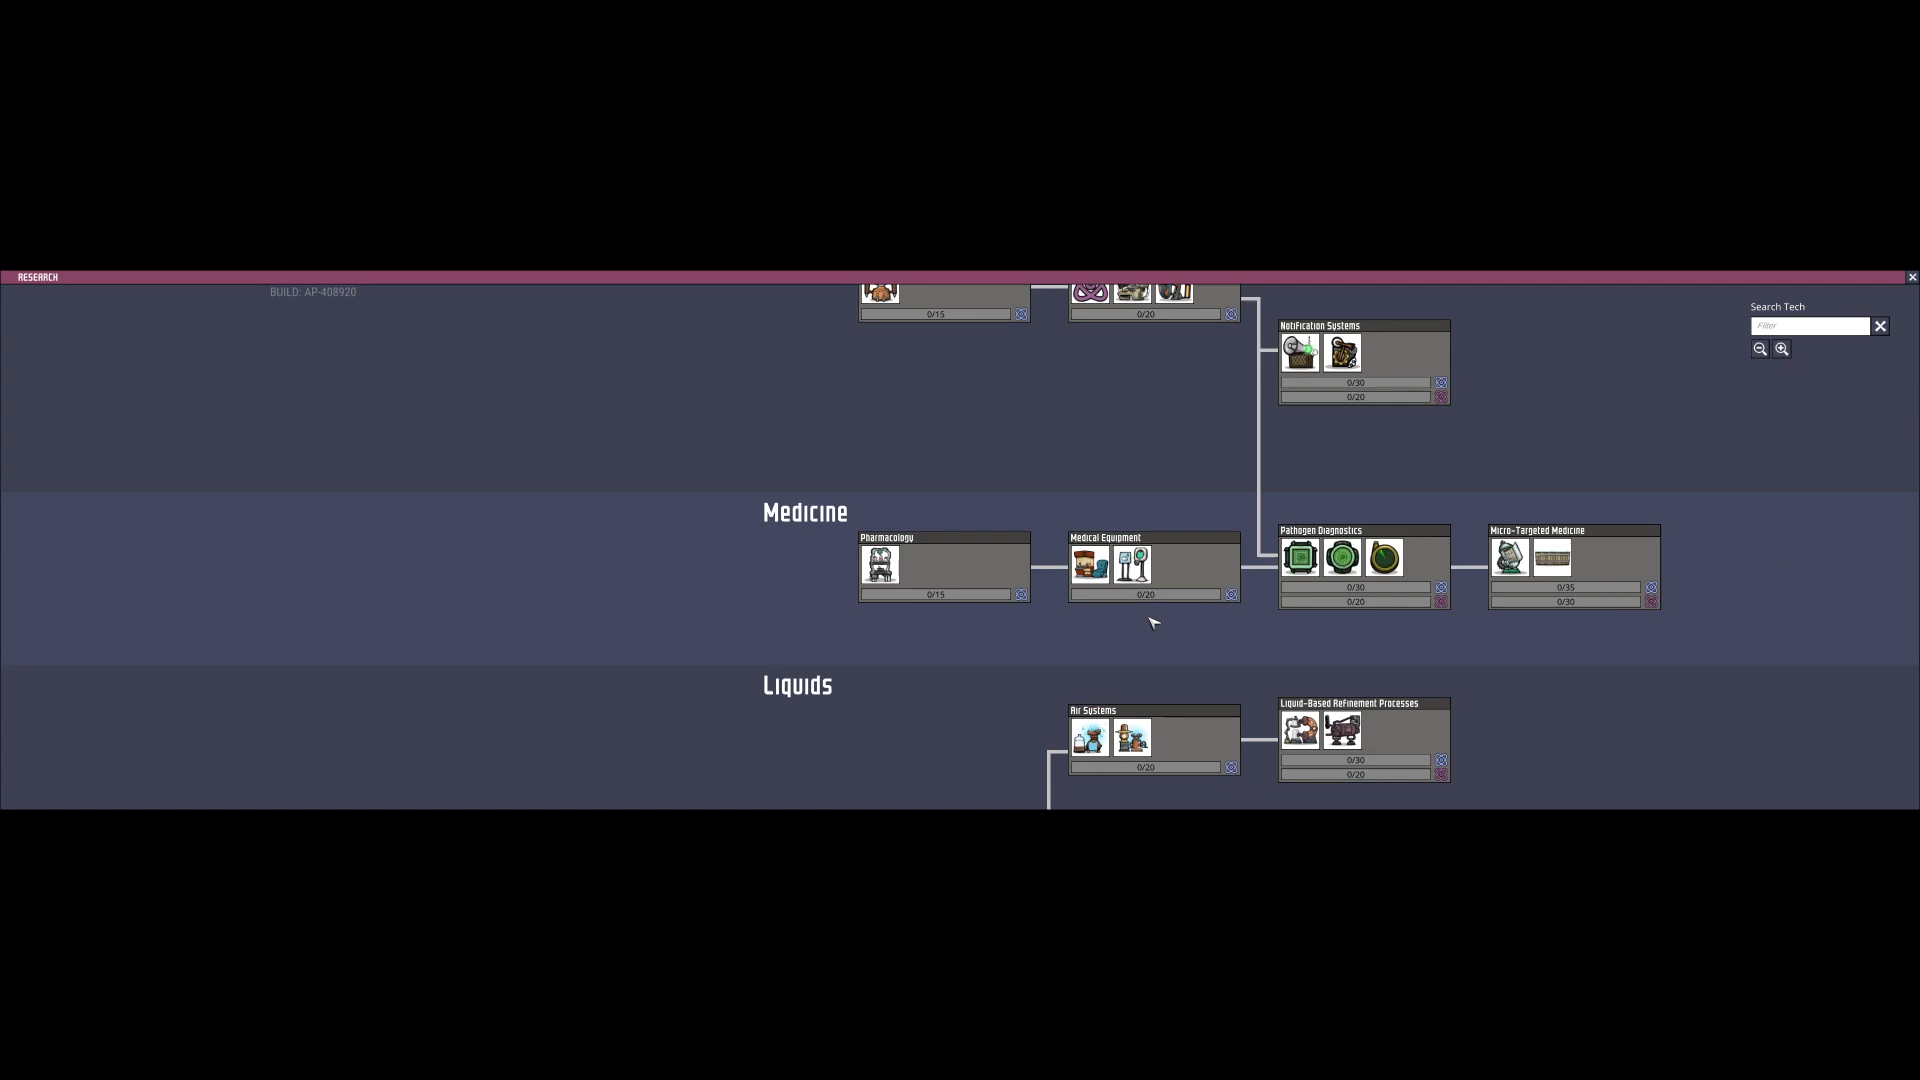 RESEARCH
BUILD: AP-408920
Search Tech
Filter
0/15
0/20
Notification Systems
0/30
0/20
Medicine
Pharmacology
0/15
Medical Equipment
0/20
Pathogen Diagnostics
0/30
0/20
Micro-Targeted Medicine
0/35
0/30
Liquids
Air Systems
0/20
Liquid-Based Refinement Processes
0/30
0/20